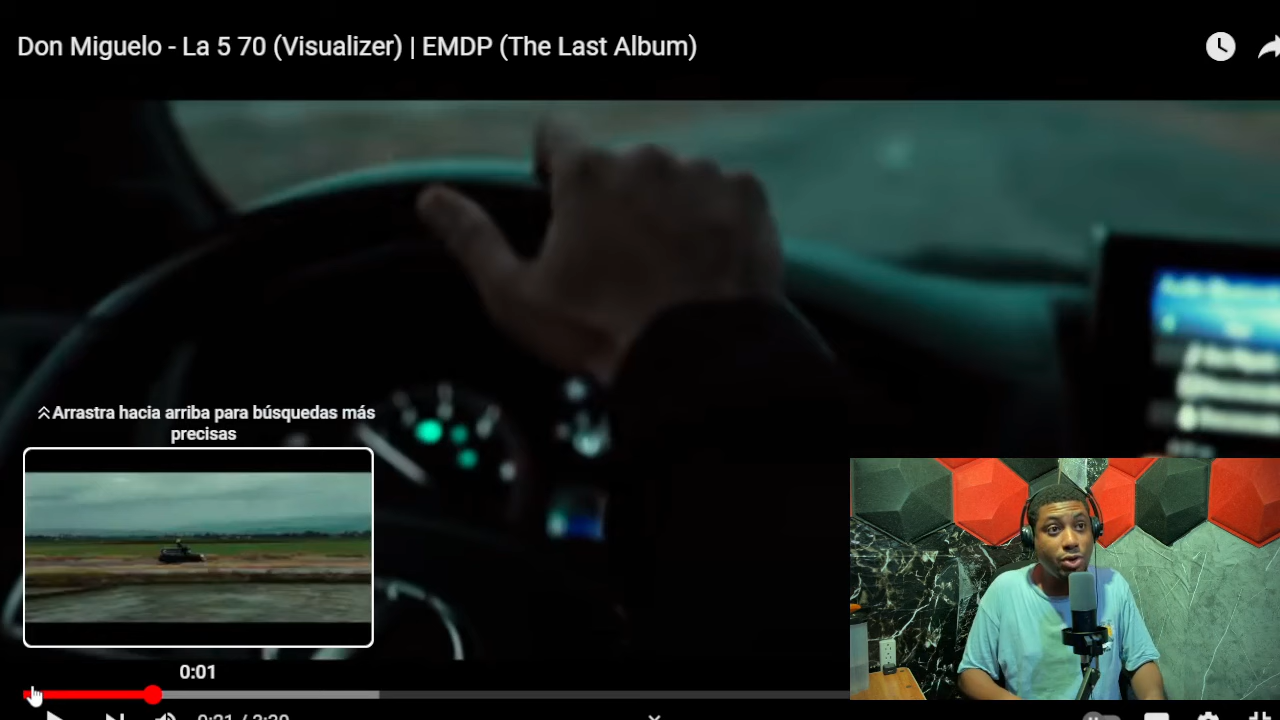 Don Miguelo - La 5 70 (Visualizer) | EMDP (The Last Album)
Arrastra hacia arriba para búsquedas más
precisas
0:01